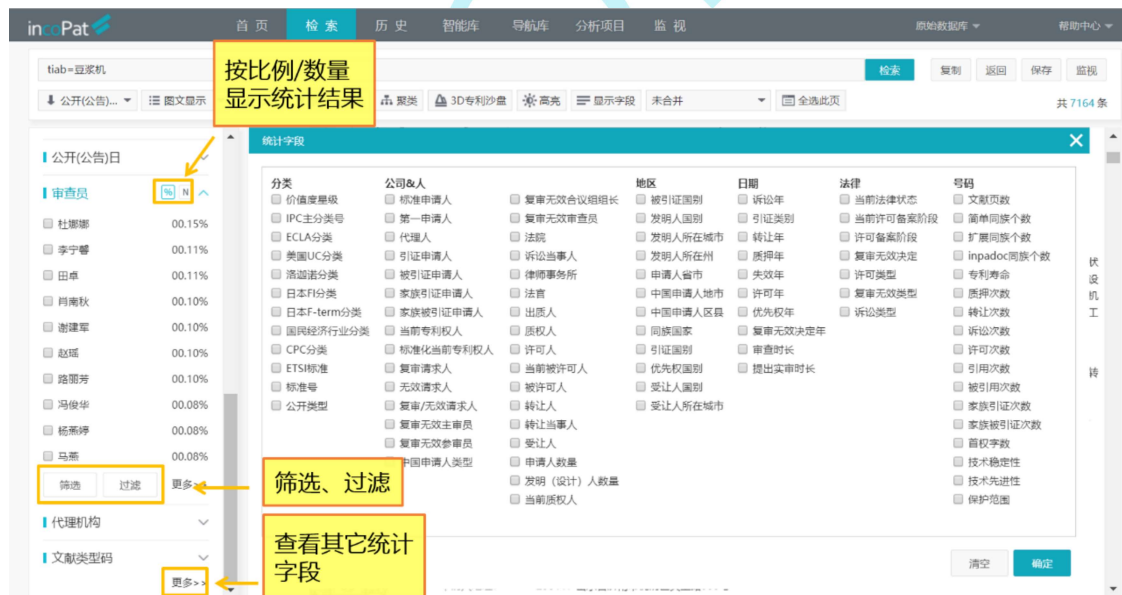 incoPat
首页 检索 历史 智能库 导航库 分析项目 监视 原始数据库 帮助中心
tiab=豆浆机 检索 复制 返回 保存 监视
公开(公告)... 图文显示 聚类 3D专利沙盘 高亮 显示字段 未合并 全选此页 共 7164 条
按比例/数量
显示统计结果
公开(公告)日
审查员 % N
杜娜娜 00.15%
李宁馨 00.11%
田卓 00.11%
肖南秋 00.10%
谢建军 00.10%
赵瑶 00.10%
路丽芳 00.10%
冯俊华 00.08%
杨燕婷 00.08%
马燕 00.08%
筛选 过滤 更多>>
筛选、过滤
代理机构
文献类型码
更多>>
查看其它统计
字段
统计字段
分类
价值度星级
IPC主分类号
ECLA分类
美国UC分类
洛迦诺分类
日本FI分类
日本F-term分类
国民经济行业分类
CPC分类
ETSI标准
标准号
公开类型
公司&人
标准申请人
第一申请人
代理人
引证申请人
被引证申请人
家族引证申请人
家族被引证申请人
当前专利权人
标准化当前专利权人
复审请求人
无效请求人
复审/无效请求人
复审无效主审员
复审无效参审员
中国申请人类型
复审无效合议组组长
复审无效审查员
法院
诉讼当事人
律师事务所
法官
出质人
质权人
许可人
当前被许可人
被许可人
转让人
转让当事人
受让人
申请人数量
发明（设计）人数量
当前质权人
地区
被引证国别
发明人国别
发明人所在城市
发明人所在州
申请人省市
中国申请人地市
中国申请人区县
同族国家
引证国别
优先权国别
受让人国别
受让人所在城市
日期
诉讼年
引证类别
转让年
质押年
失效年
许可年
优先权年
复审无效决定年
审查时长
提出实审时长
法律
当前法律状态
当前许可备案阶段
许可备案阶段
复审无效决定
许可类型
复审无效类型
诉讼类型
号码
文献页数
简单同族个数
扩展同族个数
inpadoc同族个数
专利寿命
质押次数
转让次数
诉讼次数
许可次数
引用次数
被引用次数
家族引证次数
家族被引证次数
首权字数
技术稳定性
技术先进性
保护范围
清空 确定
伏
设
机
工
转